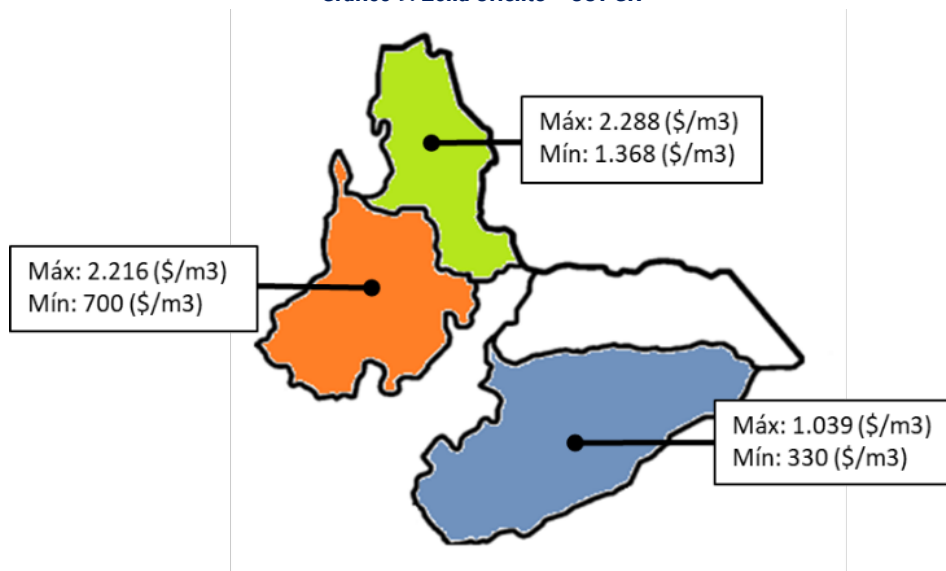 Máx: 2.288 ($/m3)
Mín: 1.368 ($/m3)
Máx: 2.216 ($/m3)
Mín: 700 ($/m3)
Máx: 1.039 ($/m3)
Mín: 330 ($/m3)